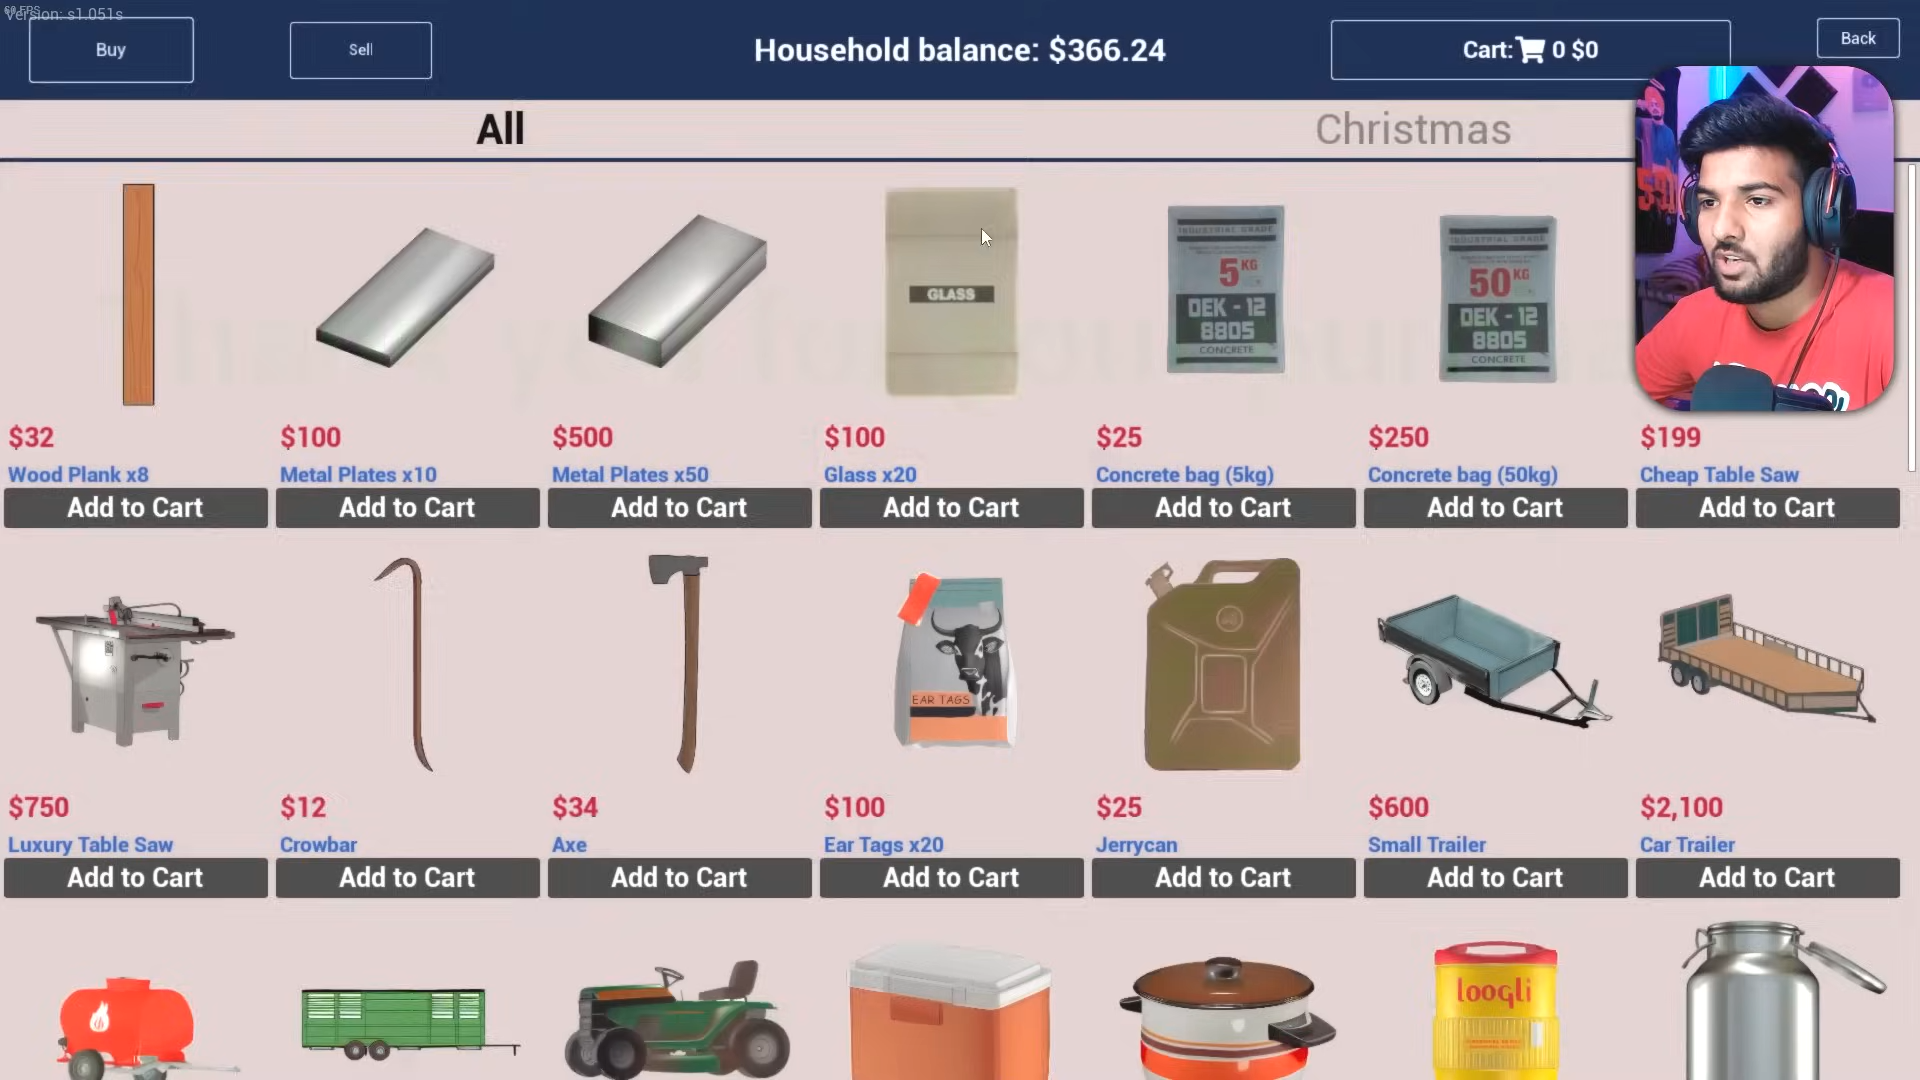 60 FPS
Version: s1.051s
Buy
Sell
Household balance: $366.24
Cart: 0 $0
Back
All
Christmas
GLASS
INDUSTRIAL GRADE
5KG
DEK - 12
8805
CONCRETE
INDUSTRIAL GRADE
50KG
DEK - 12
8805
CONCRETE
$32
$100
$500
$100
$25
$250
$199
Wood Plank x8
Metal Plates x10
Metal Plates x50
Glass x20
Concrete bag (5kg)
Concrete bag (50kg)
Cheap Table Saw
Add to Cart
Add to Cart
Add to Cart
Add to Cart
Add to Cart
Add to Cart
Add to Cart
EAR TAGS
$750
$12
$34
$100
$25
$600
$2,100
Luxury Table Saw
Crowbar
Axe
Ear Tags x20
Jerrycan
Small Trailer
Car Trailer
Add to Cart
Add to Cart
Add to Cart
Add to Cart
Add to Cart
Add to Cart
Add to Cart
loogli